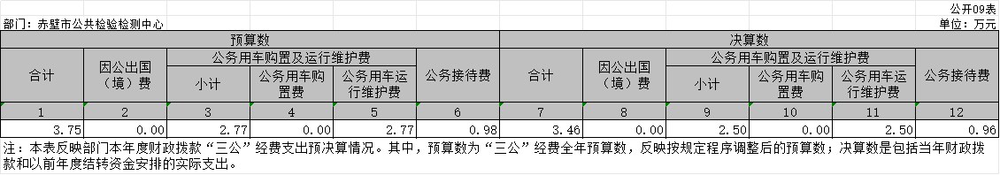 公开09表
部门：赤壁市公共检验检测中心 单位：万元
预算数 决算数
合计 因公出国（境）费 公务用车购置及运行维护费 公务接待费 合计 因公出国（境）费 公务用车购置及运行维护费 公务接待费
小计 公务用车购置费 公务用车运行维护费 小计 公务用车购置费 公务用车运行维护费
1 2 3 4 5 6 7 8 9 10 11 12
3.75 0.00 2.77 0.00 2.77 0.98 3.46 0.00 2.50 0.00 2.50 0.96
注：本表反映部门本年度财政拨款“三公”经费支出预决算情况。其中，预算数为“三公”经费全年预算数，反映按规定程序调整后的预算数；决算数是包括当年财政拨
款和以前年度结转资金安排的实际支出。